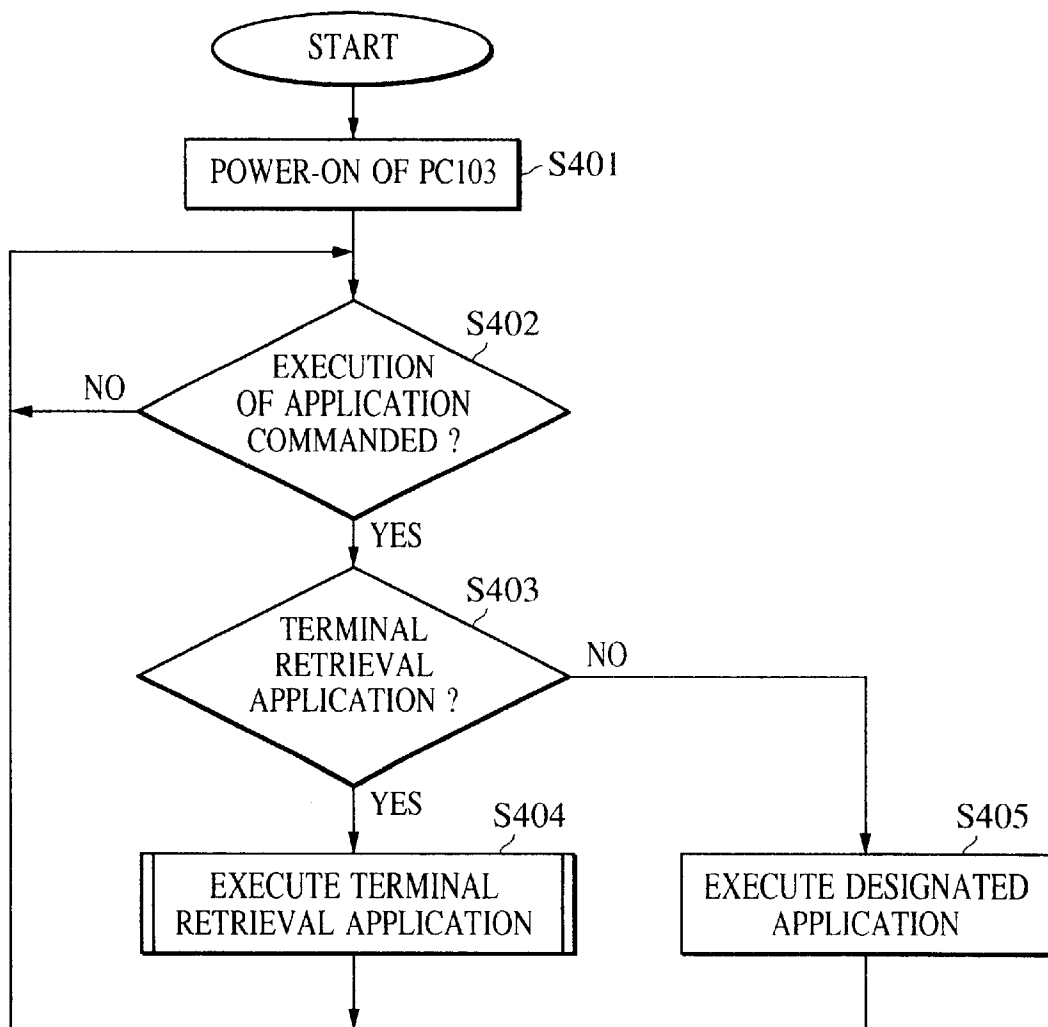 START
POWER-ON OF PC103
S401
S402
EXECUTION
OF APPLICATION
COMMANDED ?
NO
YES
S403
TERMINAL
RETRIEVAL
APPLICATION ?
NO
YES
S404
EXECUTE TERMINAL
RETRIEVAL APPLICATION
S405
EXECUTE DESIGNATED
APPLICATION